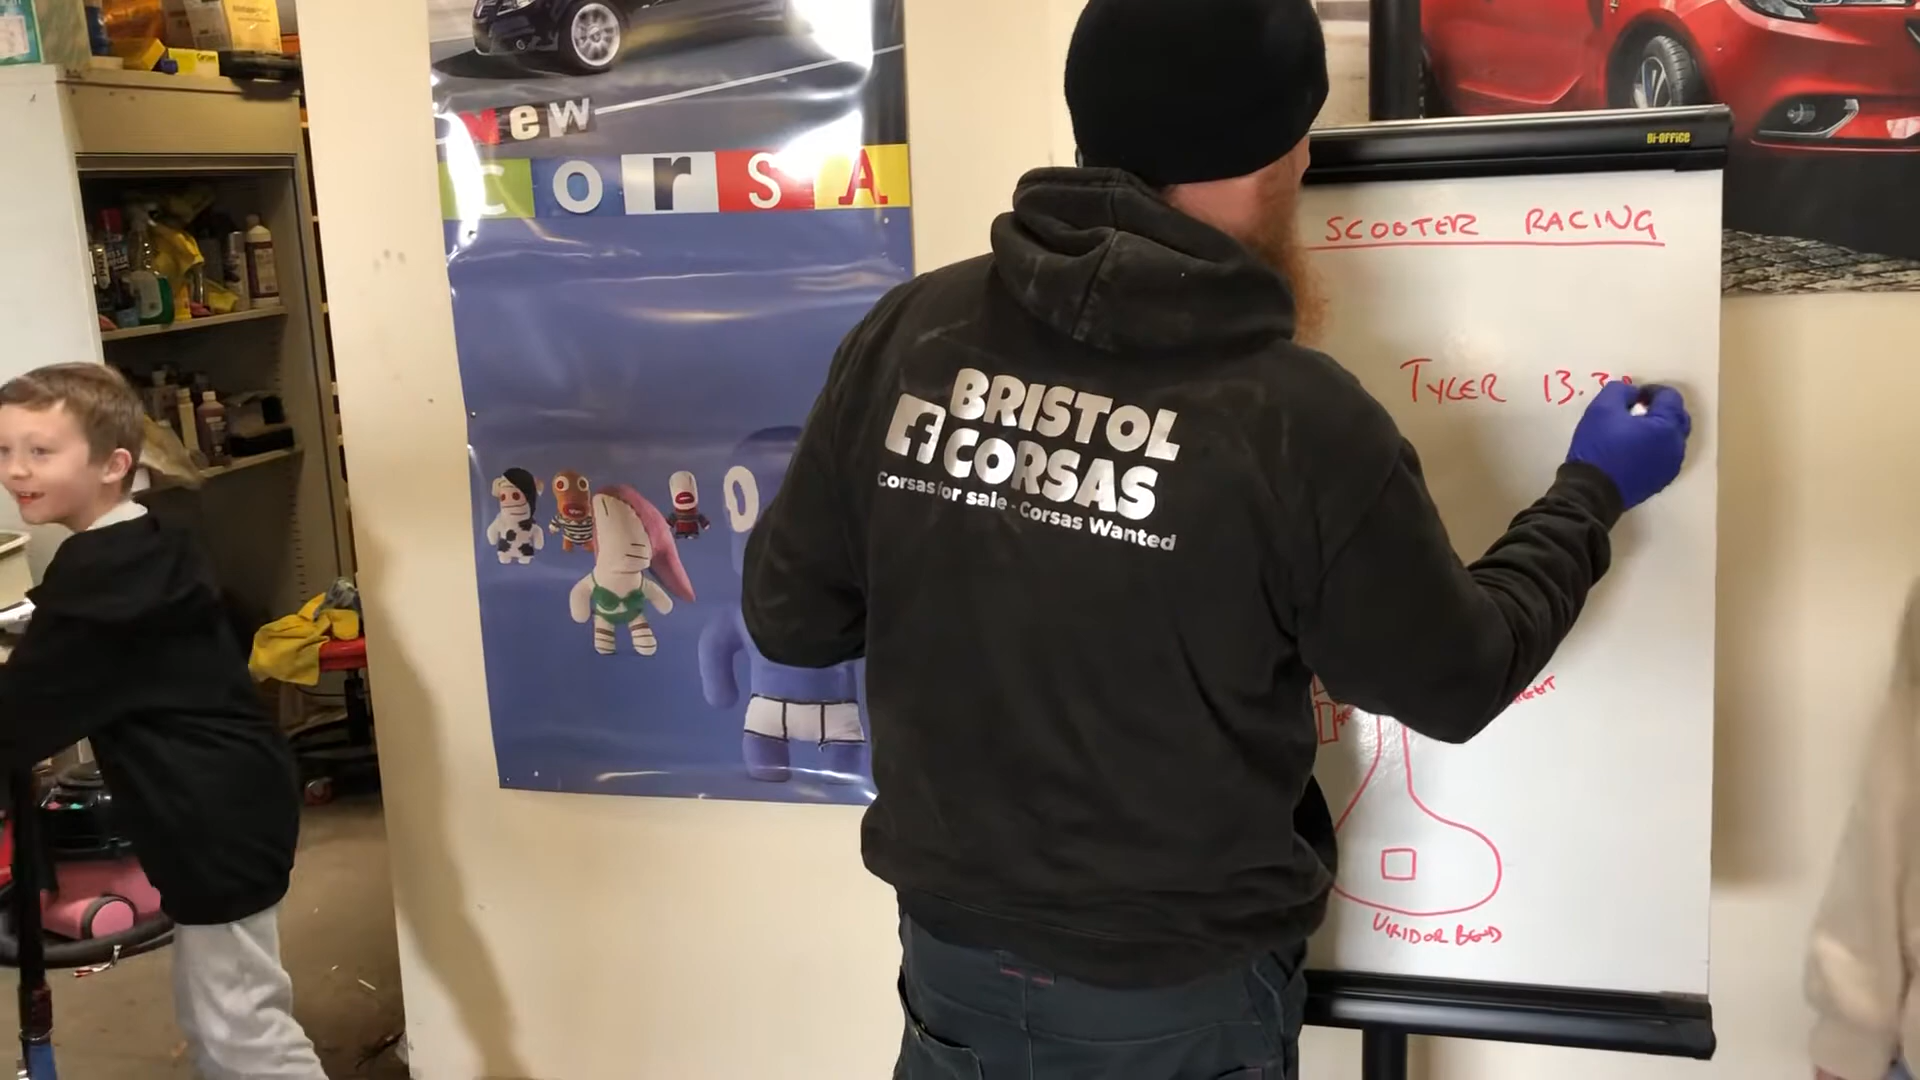 New
corsa
BRISTOL
CORSAS
Corsas for sale - Corsas Wanted
Bi-Office
SCOOTER RACING
TYLER 13.3
VIRIDOR BEND